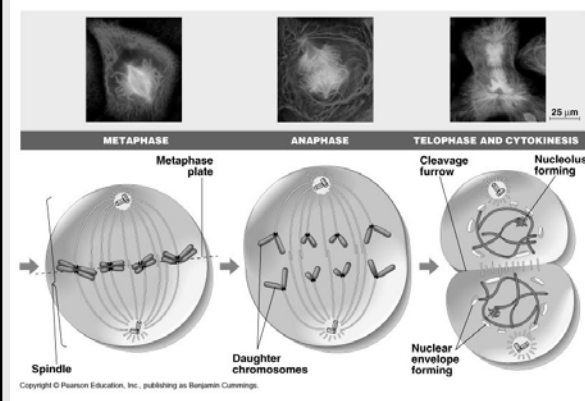 25 µm
METAPHASE
ANAPHASE
TELOPHASE AND CYTOKINESIS
Metaphase
plate
Cleavage
furrow
Nucleolus
forming
Spindle
Daughter
chromosomes
Nuclear
envelope
forming
Copyright © Pearson Education, Inc., publishing as Benjamin Cummings.